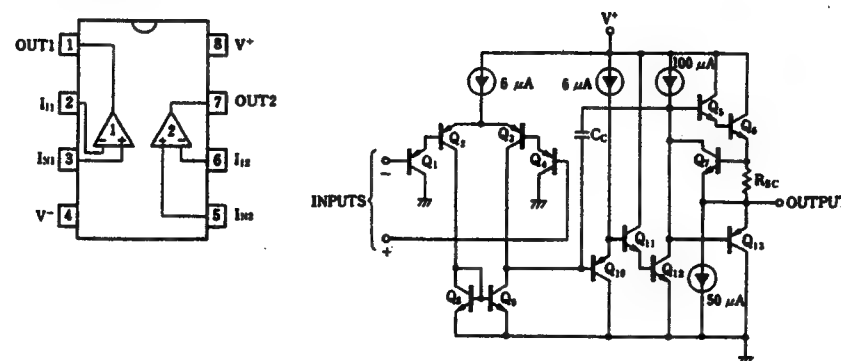 OUT1 1
8 V+
I11 2
7 OUT2
1
2
IN1 3
6 I12
V- 4
5 IN2
V+
6 μA
6 μA
100 μA
Q5
Q6
Q2
Q3
CC
Q1
Q4
Q7
RSC
INPUTS
OUTPUT
Q11
Q10
Q12
Q13
Q8
Q9
50 μA